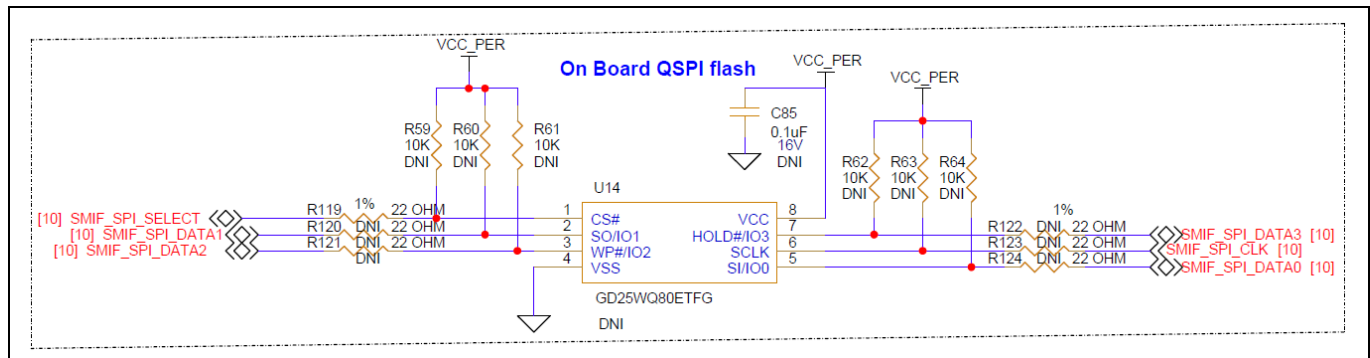 VCC_PER
On Board QSPI flash
VCC_PER
VCC_PER
C85
0.1uF
16V
DNI
R59
10K
DNI
R60
10K
DNI
R61
10K
DNI
R62
10K
DNI
R63
10K
DNI
R64
10K
DNI
U14
[10] SMIF_SPI_SELECT
R119 1% 22 OHM
DNI
[10] SMIF_SPI_DATA1
R120 22 OHM
DNI
[10] SMIF_SPI_DATA2
R121 22 OHM
DNI
1 CS#
2 SO/IO1
3 WP#/IO2
4 VSS
VCC 8
HOLD#/IO3 7
SCLK 6
SI/IO0 5
1%
R122 DNI 22 OHM
SMIF_SPI_DATA3 [10]
R123 DNI 22 OHM
SMIF_SPI_CLK [10]
R124 DNI 22 OHM
SMIF_SPI_DATA0 [10]
GD25WQ80ETFG
DNI